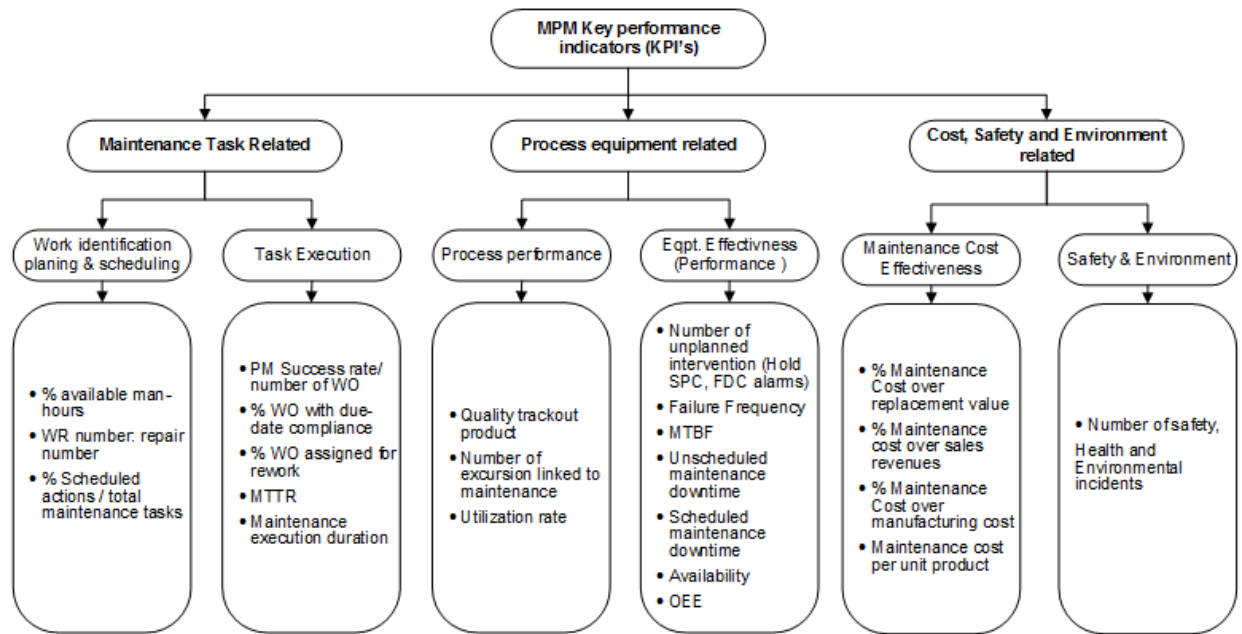 MPM Key performance
indicators (KPI's)
Maintenance Task Related
Process equipment related
Cost, Safety and Environment
related
Work identification
planing & scheduling
Task Execution
Process performance
Eqpt. Effectivness
(Performance )
Maintenance Cost
Effectiveness
Safety & Environment
• % available man-
hours
• WR number: repair
number
• % Scheduled
actions / total
maintenance tasks
• PM Success rate/
number of WO
• % WO with due-
date compliance
• % WO assigned for
rework
• MTTR
• Maintenance
execution duration
• Quality trackout
product
• Number of
excursion linked to
maintenance
• Utilization rate
• Number of
unplanned
intervention (Hold
SPC, FDC alarms)
• Failure Frequency
• MTBF
• Unscheduled
maintenance
downtime
• Scheduled
maintenance
downtime
• Availability
• OEE
• % Maintenance
Cost over
replacement value
• % Maintenance
cost over sales
revenues
• % Maintenance
Cost over
manufacturing cost
• Maintenance cost
per unit product
• Number of safety,
Health and
Environmental
incidents